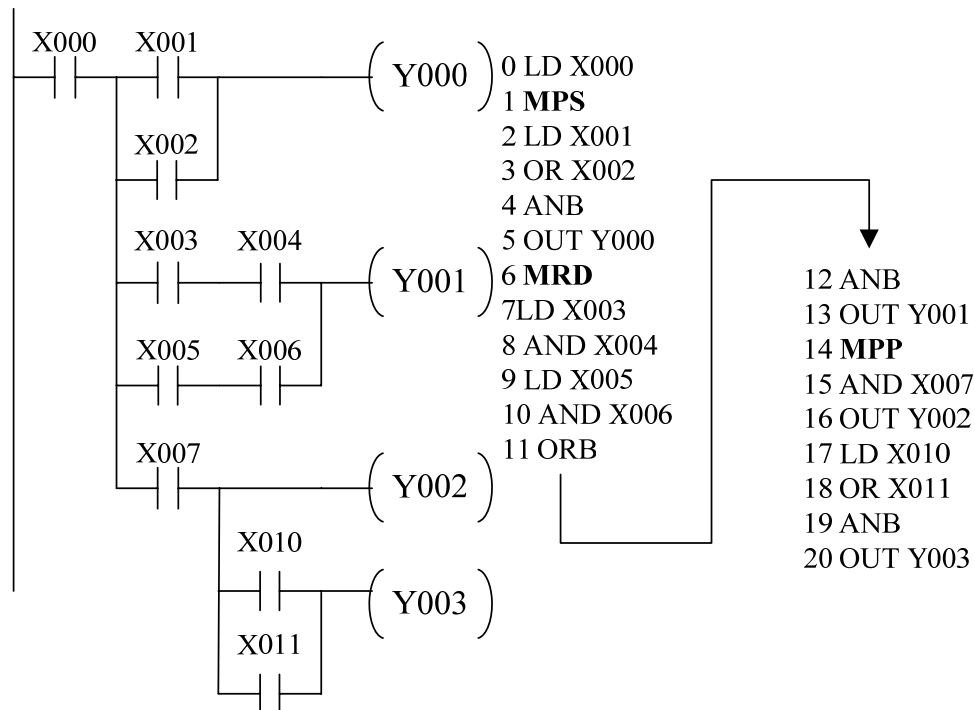 X000 X001
Y000
X002
X003 X004
Y001
X005 X006
X007
Y002
X010
Y003
X011
0 LD X000
1 MPS
2 LD X001
3 OR X002
4 ANB
5 OUT Y000
6 MRD
7LD X003
8 AND X004
9 LD X005
10 AND X006
11 ORB
12 ANB
13 OUT Y001
14 MPP
15 AND X007
16 OUT Y002
17 LD X010
18 OR X011
19 ANB
20 OUT Y003